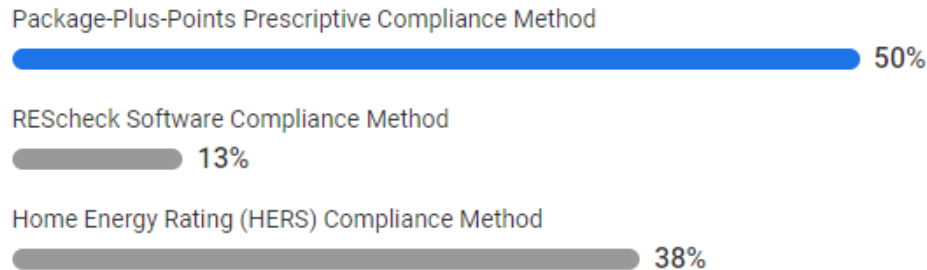 Package-Plus-Points Prescriptive Compliance Method
50%
REScheck Software Compliance Method
13%
Home Energy Rating (HERS) Compliance Method
38%